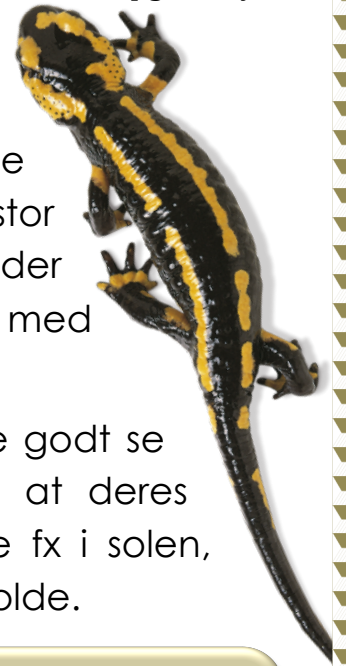 e
stor
der
med
e godt se
at deres
e fx i solen,
olde.